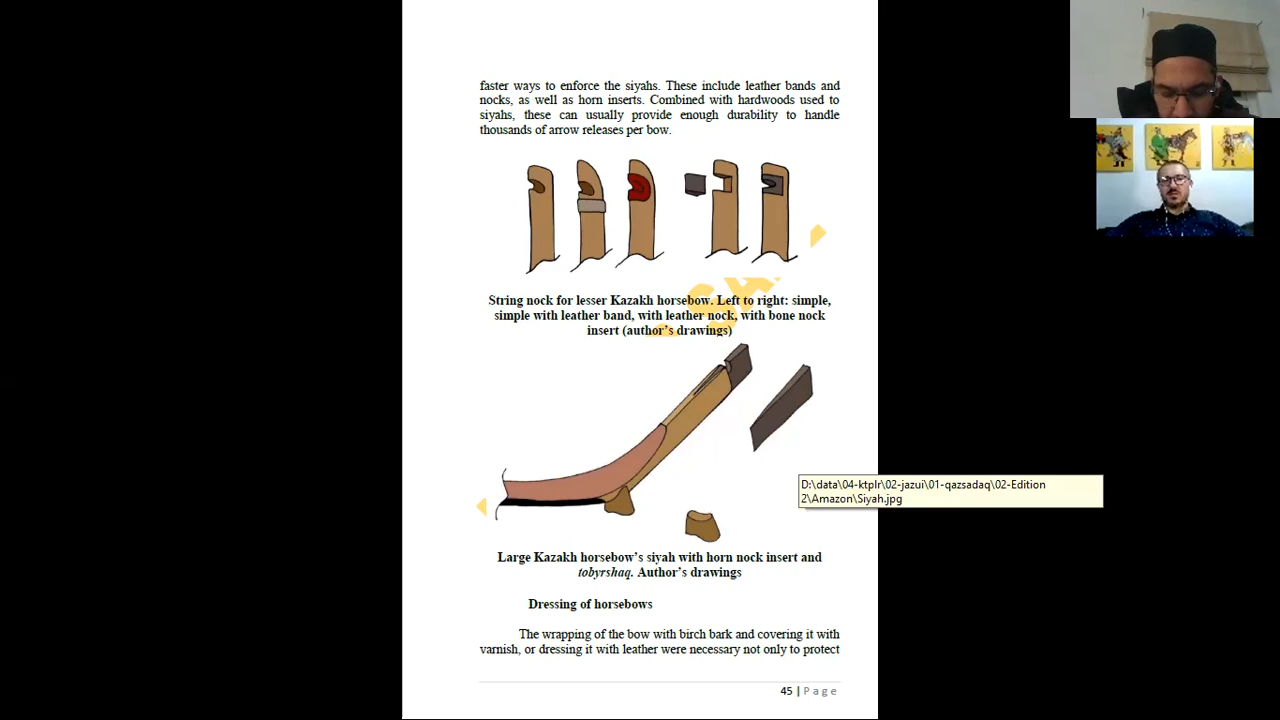 faster ways to enforce the siyahs. These include leather bands and
nocks, as well as horn inserts. Combined with hardwoods used to
siyahs, these can usually provide enough durability to handle
thousands of arrow releases per bow.
String nock for lesser Kazakh horsebow. Left to right: simple,
simple with leather band, with leather nock, with bone nock
insert (author’s drawings)
D:\data\04-ktplr\02-jazui\01-qazsadaq\02-Edition
2\Amazon\Siyah.jpg
Large Kazakh horsebow’s siyah with horn nock insert and
tobyrshaq. Author’s drawings
Dressing of horsebows
The wrapping of the bow with birch bark and covering it with
varnish, or dressing it with leather were necessary not only to protect
45 | Page